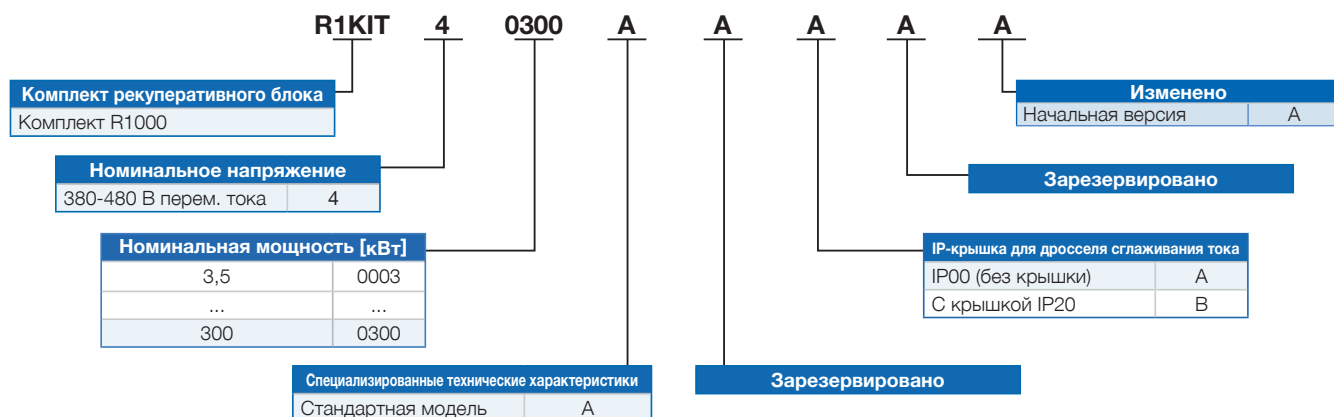 R1KIT 4 0300 A A A A A
Комплект рекуперативного блока
Комплект R1000
Изменено
Начальная версия A
Номинальное напряжение
380-480 В перем. тока 4
Зарезервировано
Номинальная мощность [кВт]
3,5 0003
... ...
300 0300
IP-крышка для дросселя сглаживания тока
IP00 (без крышки) A
С крышкой IP20 B
Специализированные технические характеристики
Стандартная модель A
Зарезервировано